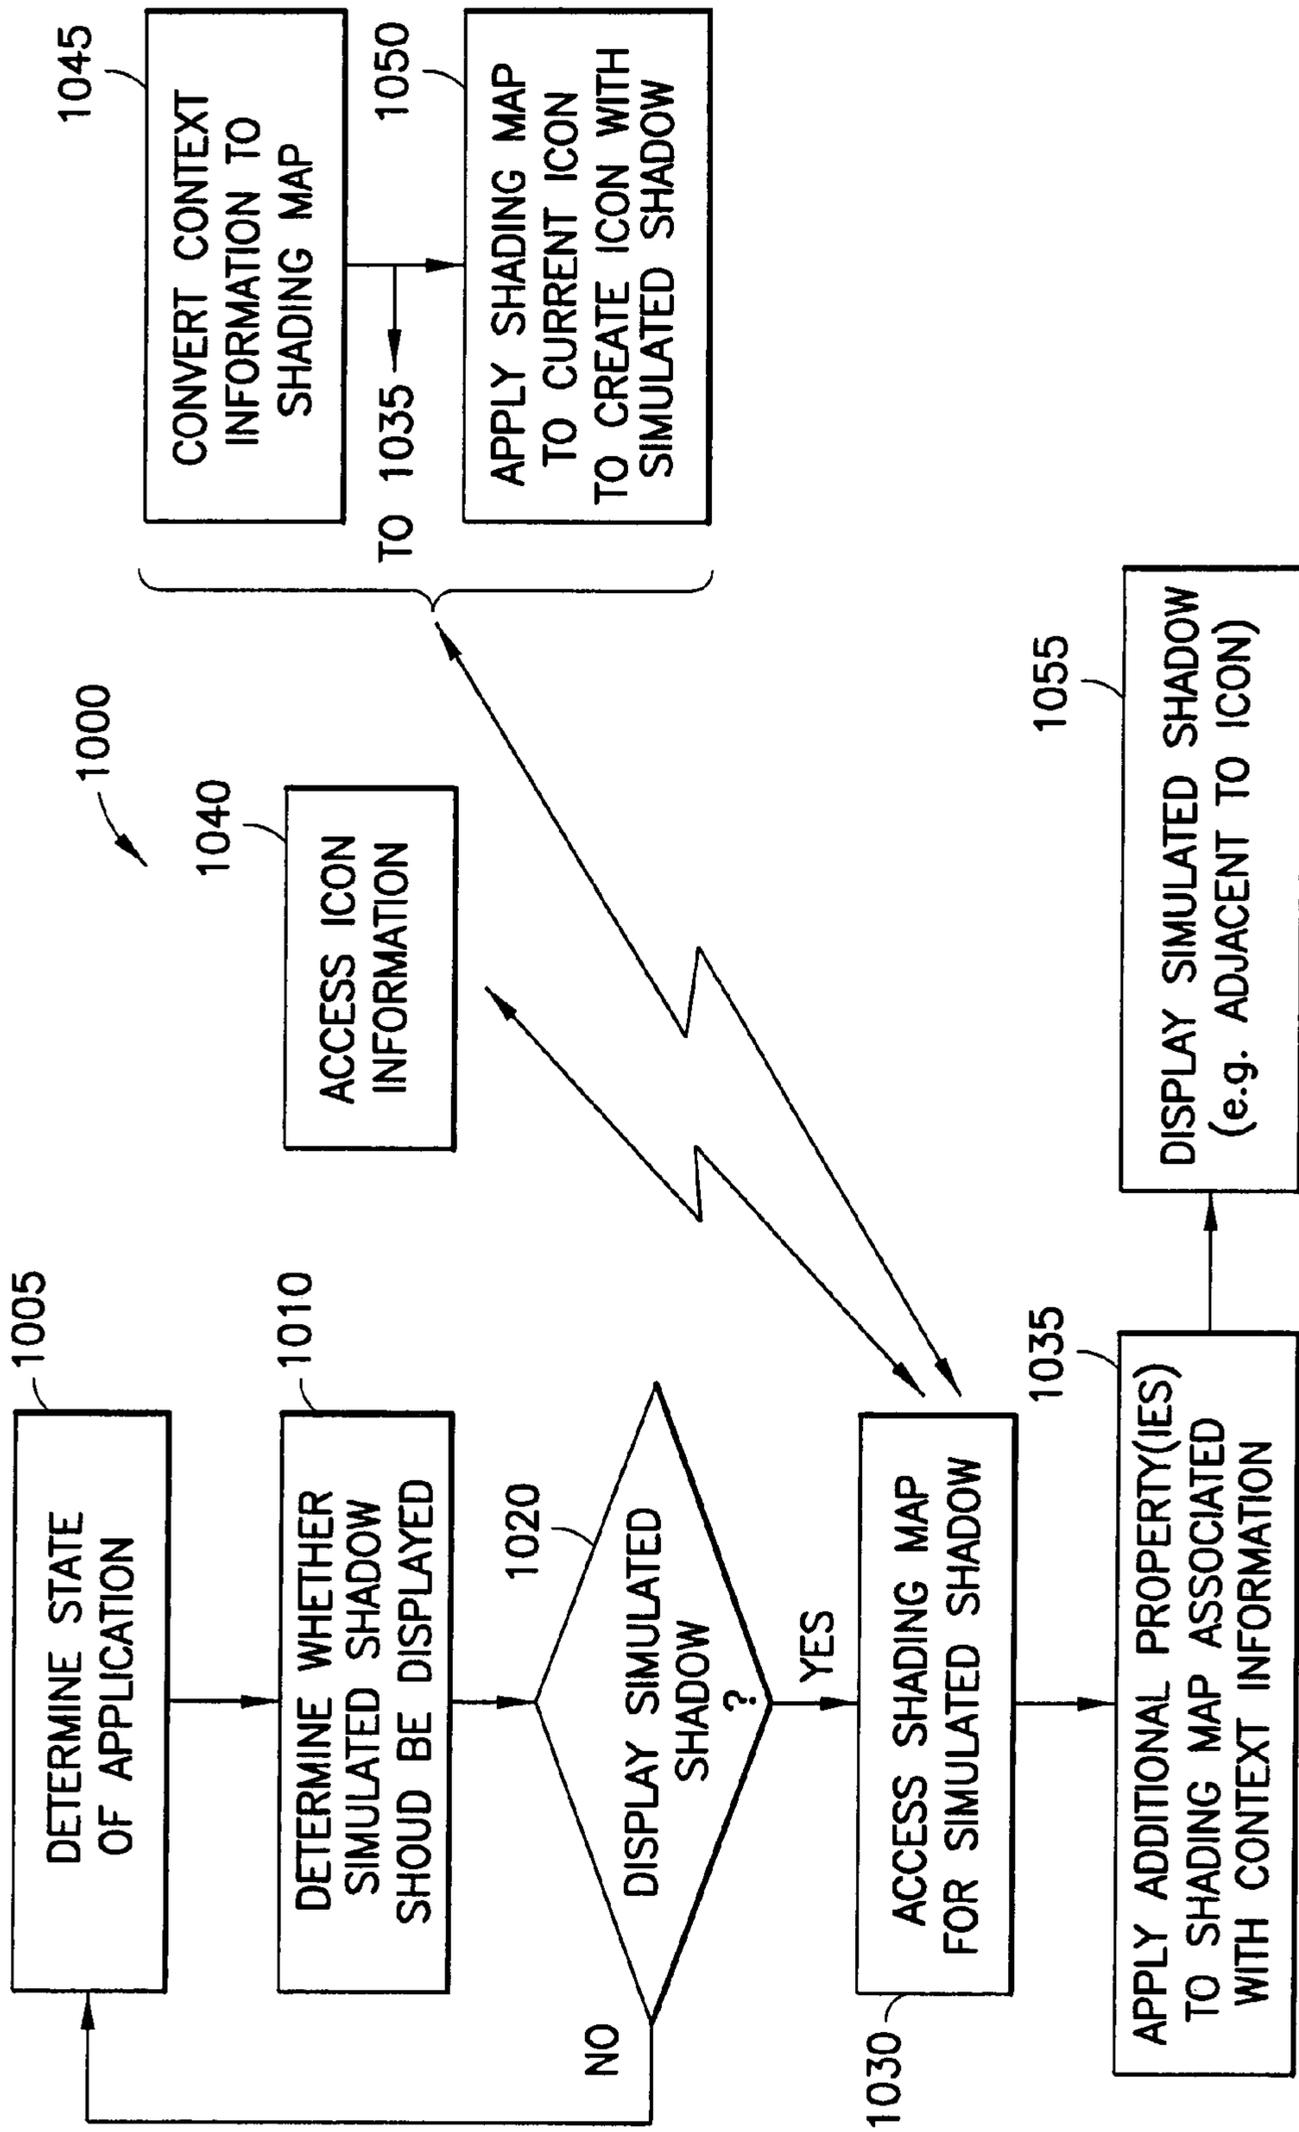 1000
1005
DETERMINE STATE
OF APPLICATION
1010
DETERMINE WHETHER
SIMULATED SHADOW
SHOUD BE DISPLAYED
1020
DISPLAY SIMULATED
SHADOW
?
NO
YES
1030
ACCESS SHADING MAP
FOR SIMULATED SHADOW
1035
APPLY ADDITIONAL PROPERTY(IES)
TO SHADING MAP ASSOCIATED
WITH CONTEXT INFORMATION
1040
ACCESS ICON
INFORMATION
1045
CONVERT CONTEXT
INFORMATION TO
SHADING MAP
TO 1035
1050
APPLY SHADING MAP
TO CURRENT ICON
TO CREATE ICON WITH
SIMULATED SHADOW
1055
DISPLAY SIMULATED SHADOW
(e.g. ADJACENT TO ICON)